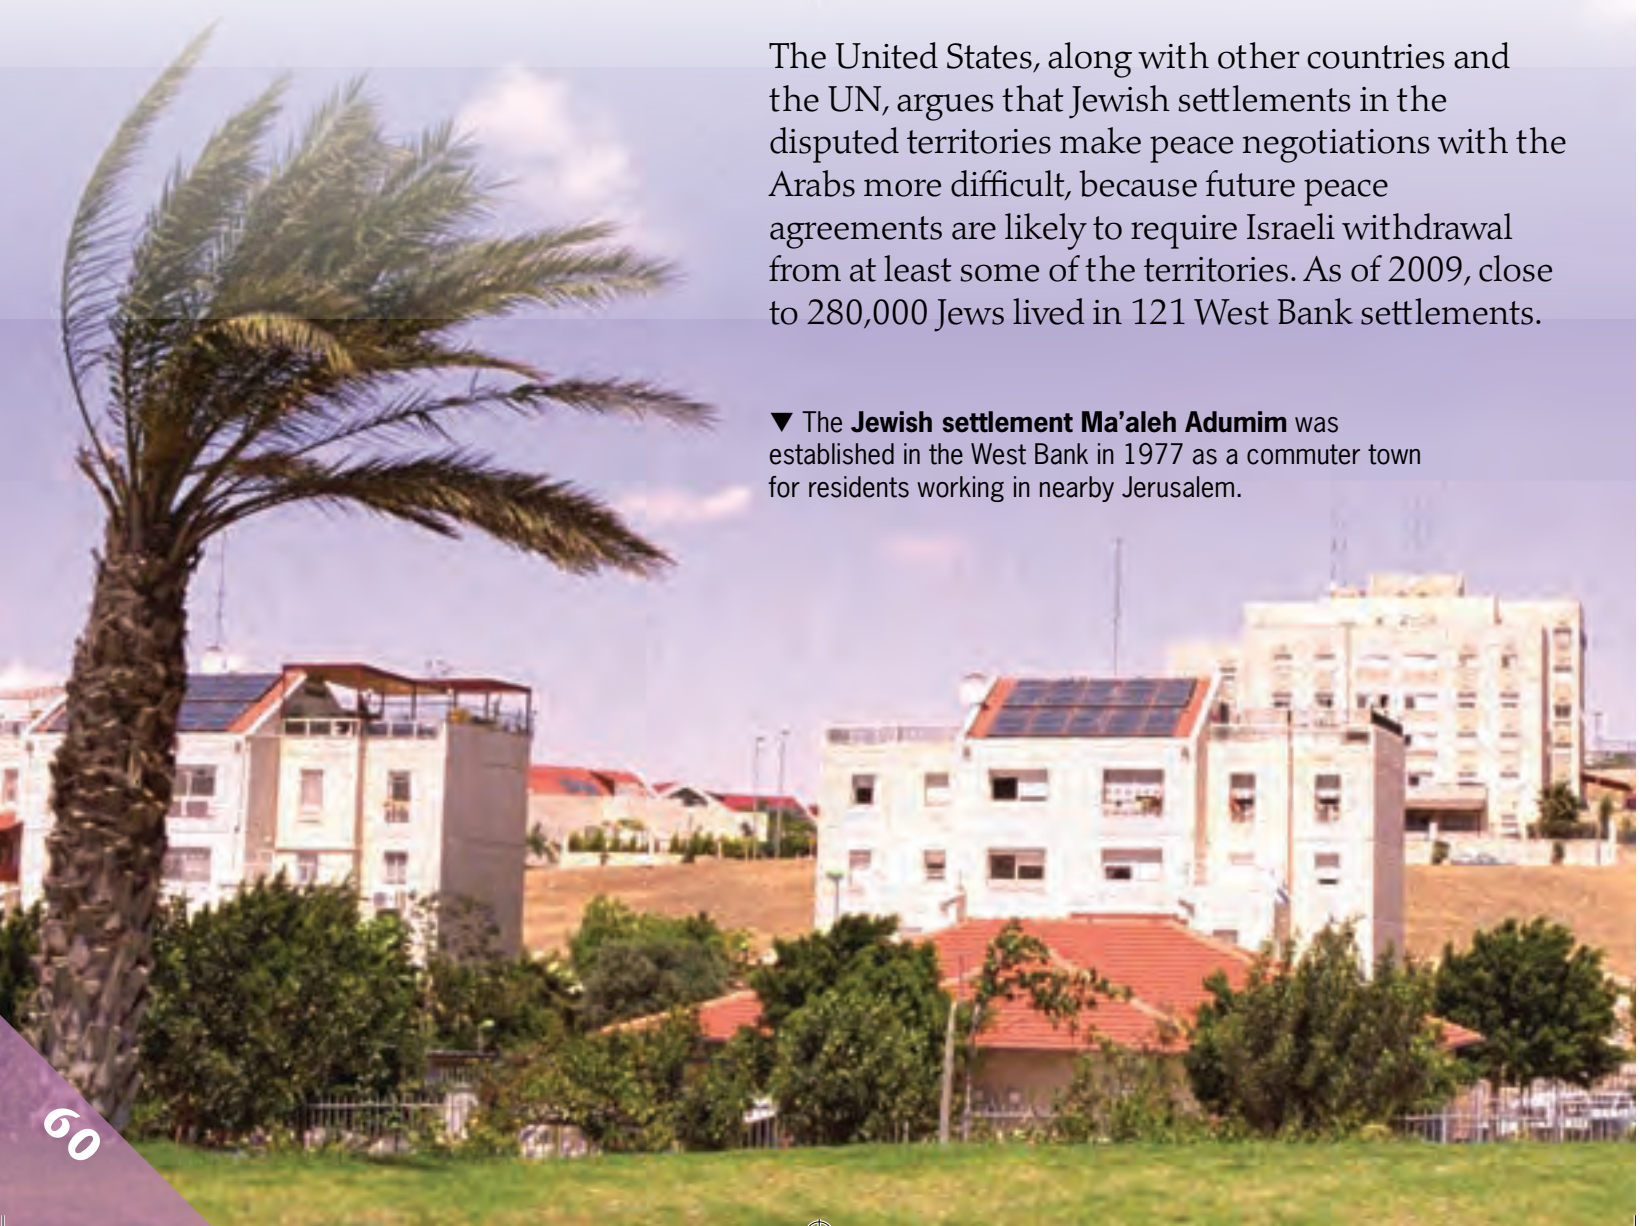 The United States, along with other countries and
the UN, argues that Jewish settlements in the
disputed territories make peace negotiations with the
Arabs more difficult, because future peace
agreements are likely to require Israeli withdrawal
from at least some of the territories. As of 2009, close
to 280,000 Jews lived in 121 West Bank settlements.
▼ The Jewish settlement Ma’aleh Adumim was
established in the West Bank in 1977 as a commuter town
for residents working in nearby Jerusalem.
60